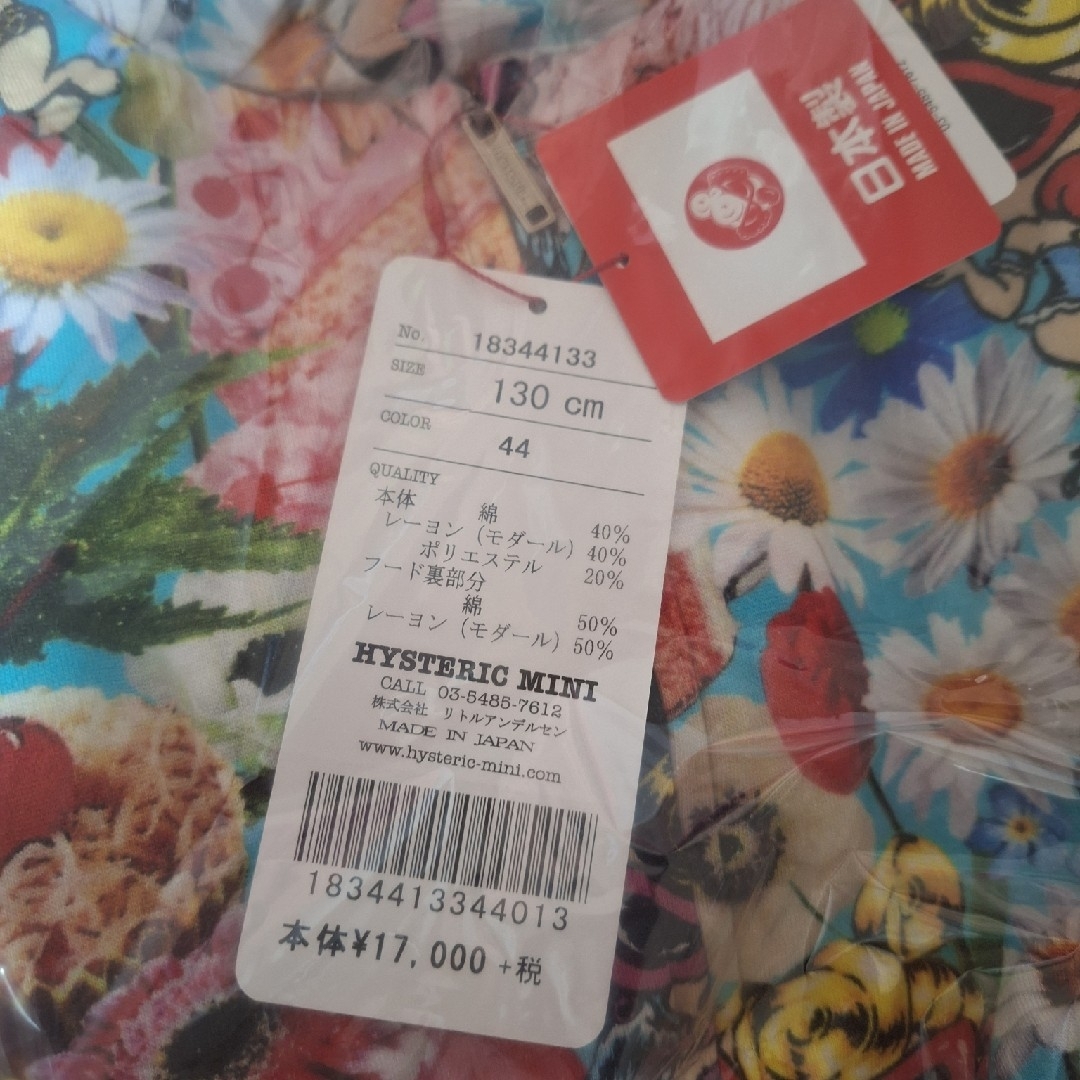 日本製
MADE IN JAPAN
No. 18344133
SIZE 130 cm
COLOR 44
QUALITY
本体 綿 40%
レーヨン (モダール) 40%
ポリエステル 20%
フード裏部分
綿 50%
レーヨン (モダール) 50%
HYSTERIC MINI
CALL 03-5485-7612
株式会社 リトルアンデルセン
MADE IN JAPAN
www.hysteric-mini.com
1834413344013
本体¥17,000 +税